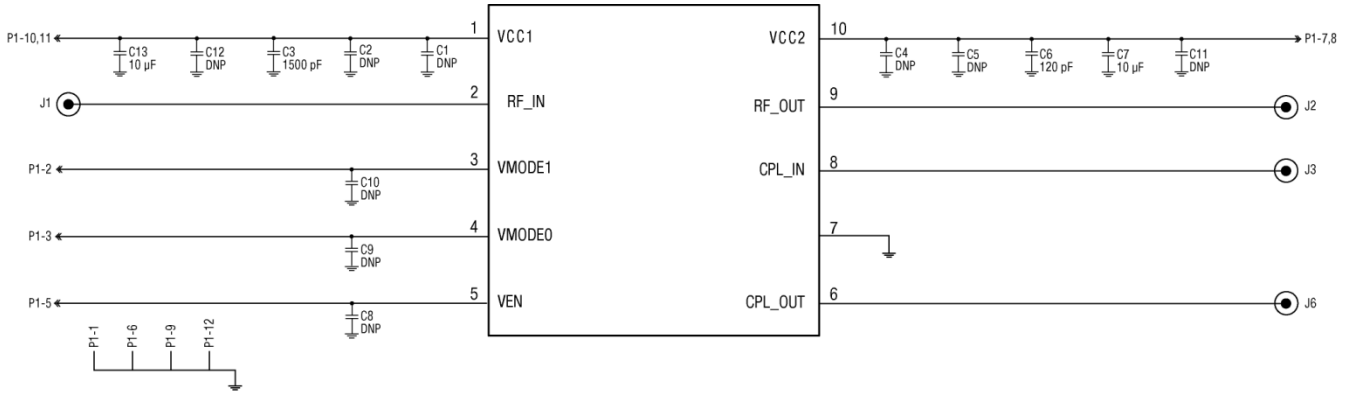 P1-10,11
C13
10 µF
C12
DNP
C3
1500 pF
C2
DNP
C1
DNP
1
VCC1
VCC2
10
C4
DNP
C5
DNP
C6
120 pF
C7
10 µF
C11
DNP
P1-7,8
J1
2
RF_IN
RF_OUT
9
J2
P1-2
C10
DNP
3
VMODE1
CPL_IN
8
J3
P1-3
C9
DNP
4
VMODE0
7
P1-5
C8
DNP
5
VEN
CPL_OUT
6
J6
P1-1
P1-6
P1-9
P1-12